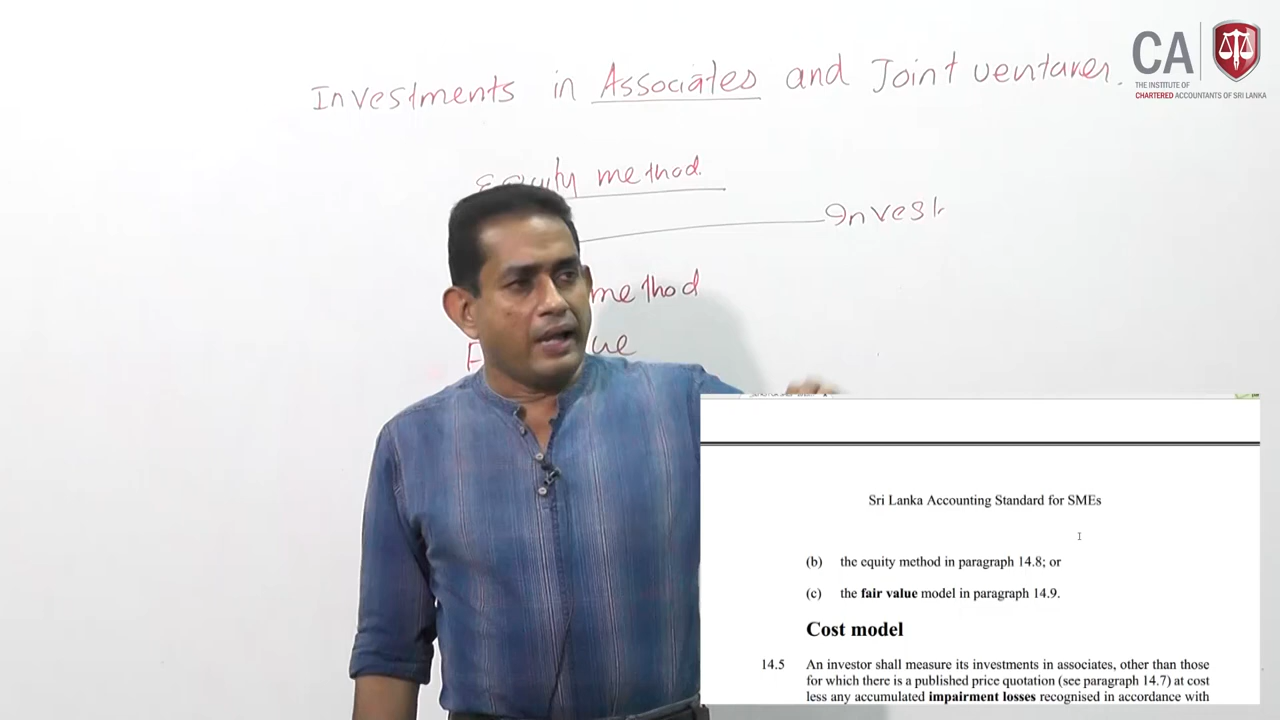 Investments in Associates and Joint ventures.
CA
THE INSTITUTE OF
CHARTERED ACCOUNTANTS OF SRI LANKA
Equity method.
Invest
method
Sri Lanka Accounting Standard for SMEs
(b) the equity method in paragraph 14.8; or
(c) the fair value model in paragraph 14.9.
Cost model
14.5 An investor shall measure its investments in associates, other than those
for which there is a published price quotation (see paragraph 14.7) at cost
less any accumulated impairment losses recognised in accordance with